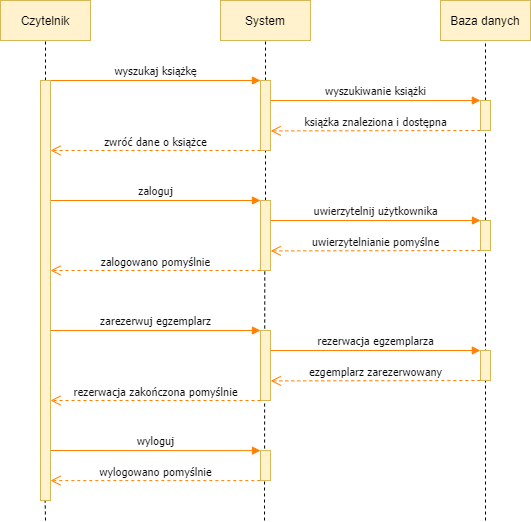 Czytelnik
System
Baza danych
wyszukaj książkę
wyszukiwanie książki
książka znaleziona i dostępna
zwróć dane o książce
zaloguj
uwierzytelnij użytkownika
uwierzytelnianie pomyślne
zalogowano pomyślnie
zarezerwuj egzemplarz
rezerwacja egzemplarza
ezgemplarz zarezerwowany
rezerwacja zakończona pomyślnie
wyloguj
wylogowano pomyślnie